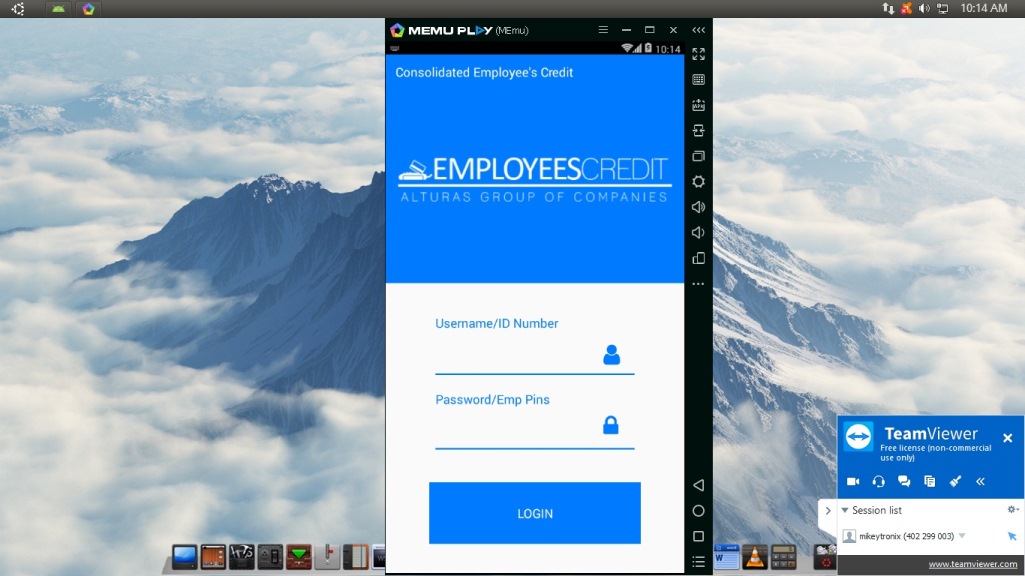 10:14 AM
MEMU PLAY (MEmu)
10:14
Consolidated Employee's Credit
EMPLOYEESCREDIT
ALTURAS GROUP OF COMPANIES
APK
Username/ID Number
Password/Emp Pins
LOGIN
TeamViewer
Free license (non-commercial
use only)
Session list
mikeytronix (402 299 003)
www.teamviewer.com